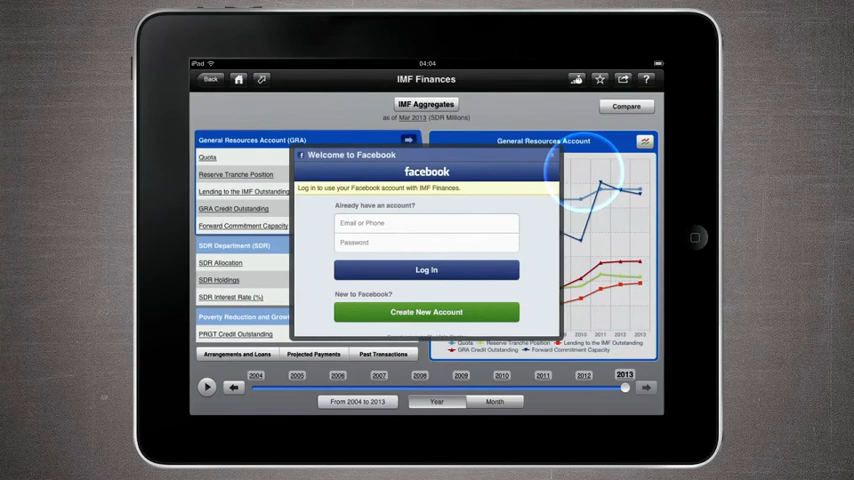 iPad
04:04
Back
IMF Finances
?
IMF Aggregates
Compare
as of Mar 2013 (SDR Millions)
General Resources Account (GRA)
General Resources Account
Quota
Reserve Tranche Position
Lending to the IMF Outstanding
GRA Credit Outstanding
Forward Commitment Capacity
SDR Department (SDR)
SDR Allocation
SDR Holdings
SDR Interest Rate (%)
Poverty Reduction and Grow
PRGT Credit Outstanding
f Welcome to Facebook
facebook
Log in to use your Facebook account with IMF Finances.
Already have an account?
Email or Phone
Password
Log In
New to Facebook?
Create New Account
2010 2011 2012 2013
Quota Reserve Tranche Position Lending to the IMF Outstanding
GRA Credit Outstanding Forward Commitment Capacity
Arrangements and Loans Projected Payments Past Transactions
2004 2005 2006 2007 2008 2009 2010 2011 2012 2013
From 2004 to 2013 Year Month